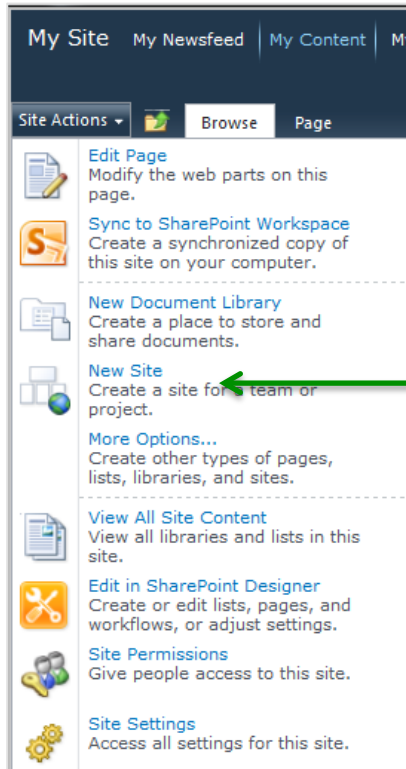 My Site My Newsfeed My Content
Site Actions Browse Page
Edit Page
Modify the web parts on this
page.
Sync to SharePoint Workspace
Create a synchronized copy of
this site on your computer.
New Document Library
Create a place to store and
share documents.
New Site
Create a site for a team or
project.
More Options...
Create other types of pages,
lists, libraries, and sites.
View All Site Content
View all libraries and lists in this
site.
Edit in SharePoint Designer
Create or edit lists, pages, and
workflows, or adjust settings.
Site Permissions
Give people access to this site.
Site Settings
Access all settings for this site.